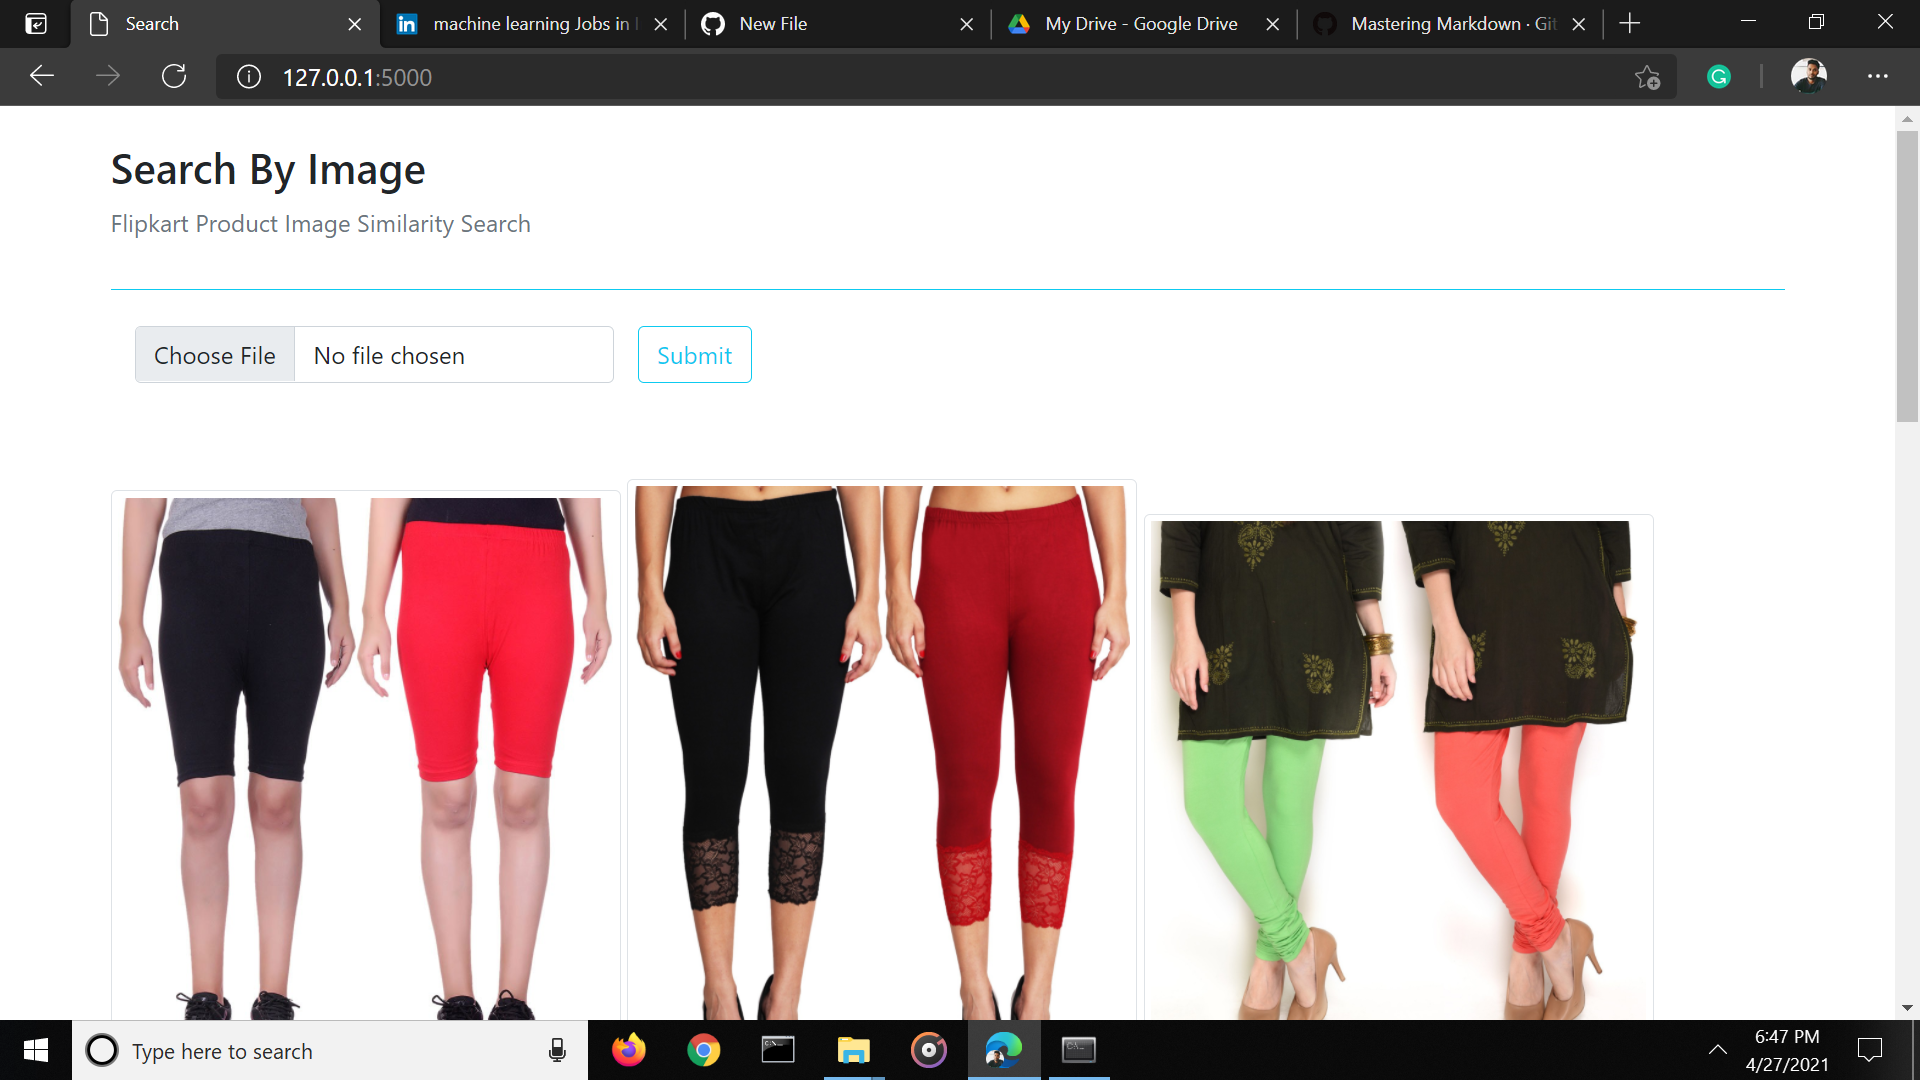 Search
machine learning Jobs in
New File
My Drive - Google Drive
Mastering Markdown · Git
127.0.0.1:5000
Search By Image
Flipkart Product Image Similarity Search
Choose File
No file chosen
Submit
Type here to search
6:47 PM
4/27/2021